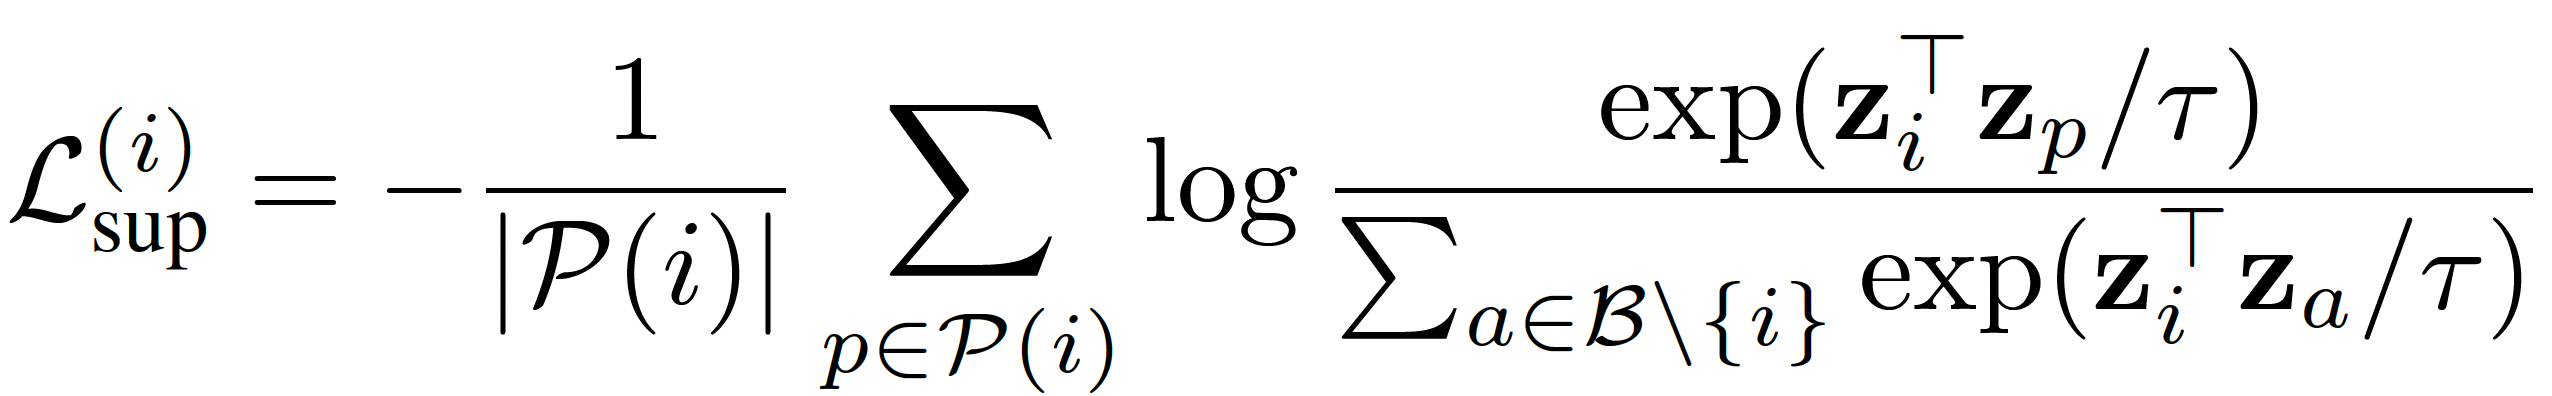 \mathcal{L}_{\text{sup}}^{(i)} = -\frac{1}{|\mathcal{P}(i)|} \sum_{p \in \mathcal{P}(i)} \log \frac{\exp(\mathbf{z}_i^\top \mathbf{z}_p / \tau)}{\sum_{a \in \mathcal{B} \setminus \{i\}} \exp(\mathbf{z}_i^\top \mathbf{z}_a / \tau)}